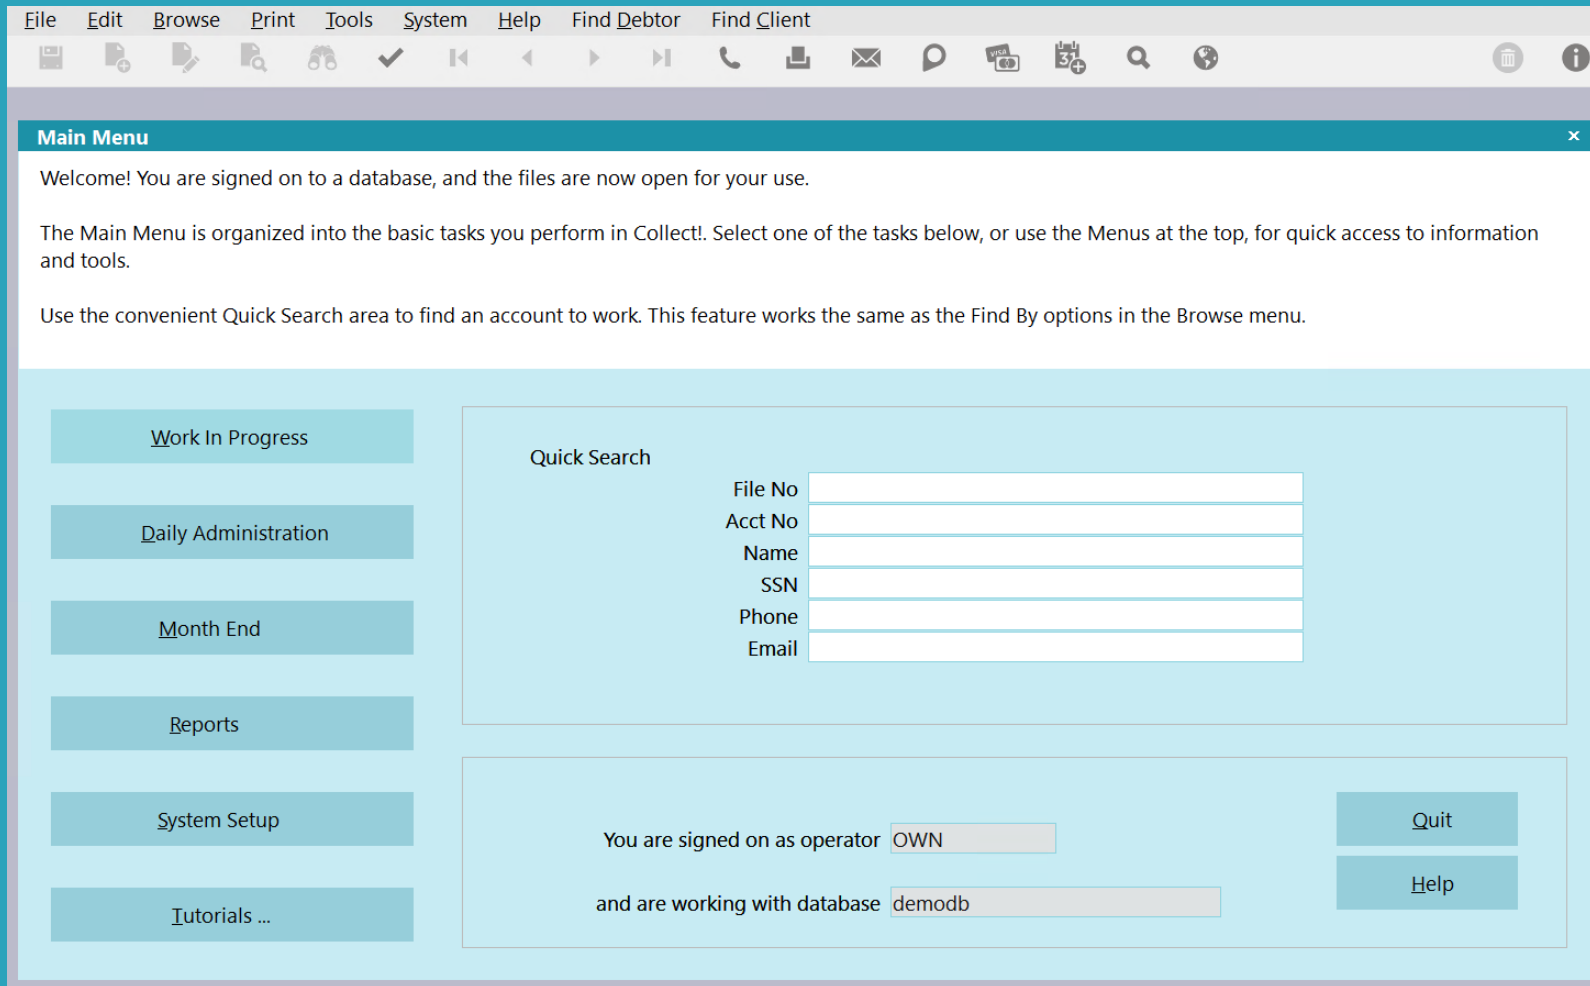 File Edit Browse Print Tools System Help Find Debtor Find Client
VISA
31
Main Menu
Welcome! You are signed on to a database, and the files are now open for your use.
The Main Menu is organized into the basic tasks you perform in Collect!. Select one of the tasks below, or use the Menus at the top, for quick access to information
and tools.
Use the convenient Quick Search area to find an account to work. This feature works the same as the Find By options in the Browse menu.
Work In Progress
Daily Administration
Month End
Reports
System Setup
Tutorials ...
Quick Search
File No
Acct No
Name
SSN
Phone
Email
You are signed on as operator OWN
and are working with database demodb
Quit
Help